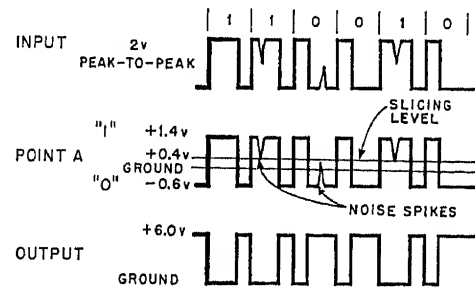 1 1 0 0 1 0
INPUT
2v
PEAK-TO-PEAK
SLICING
LEVEL
"1"
+1.4v
POINT A
+0.4v
GROUND
"0"
-0.6v
NOISE SPIKES
+6.0v
OUTPUT
GROUND